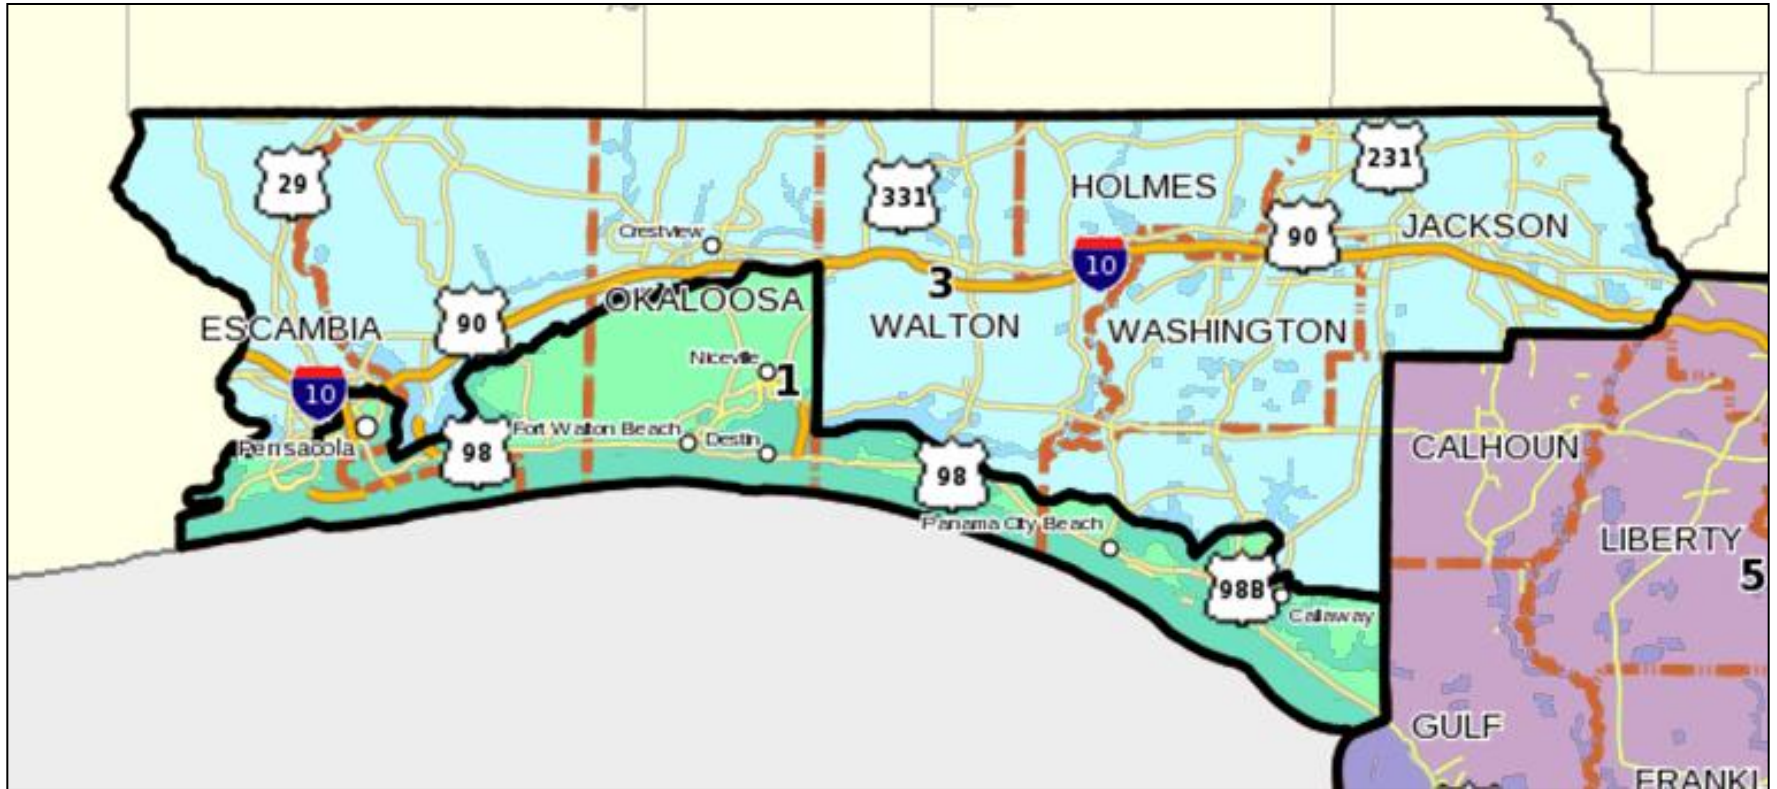 231
29
HOLMES
331
JACKSON
Crestview
90
10
3
OKALOOSA
90
ESCAMBIA
WALTON
WASHINGTON
Niceville
1
10
Fort Walton Beach
Destin
Pensacola
98
CALHOUN
98
Panama City Beach
LIBERTY
5
98B
Callaway
GULF
FRANKL